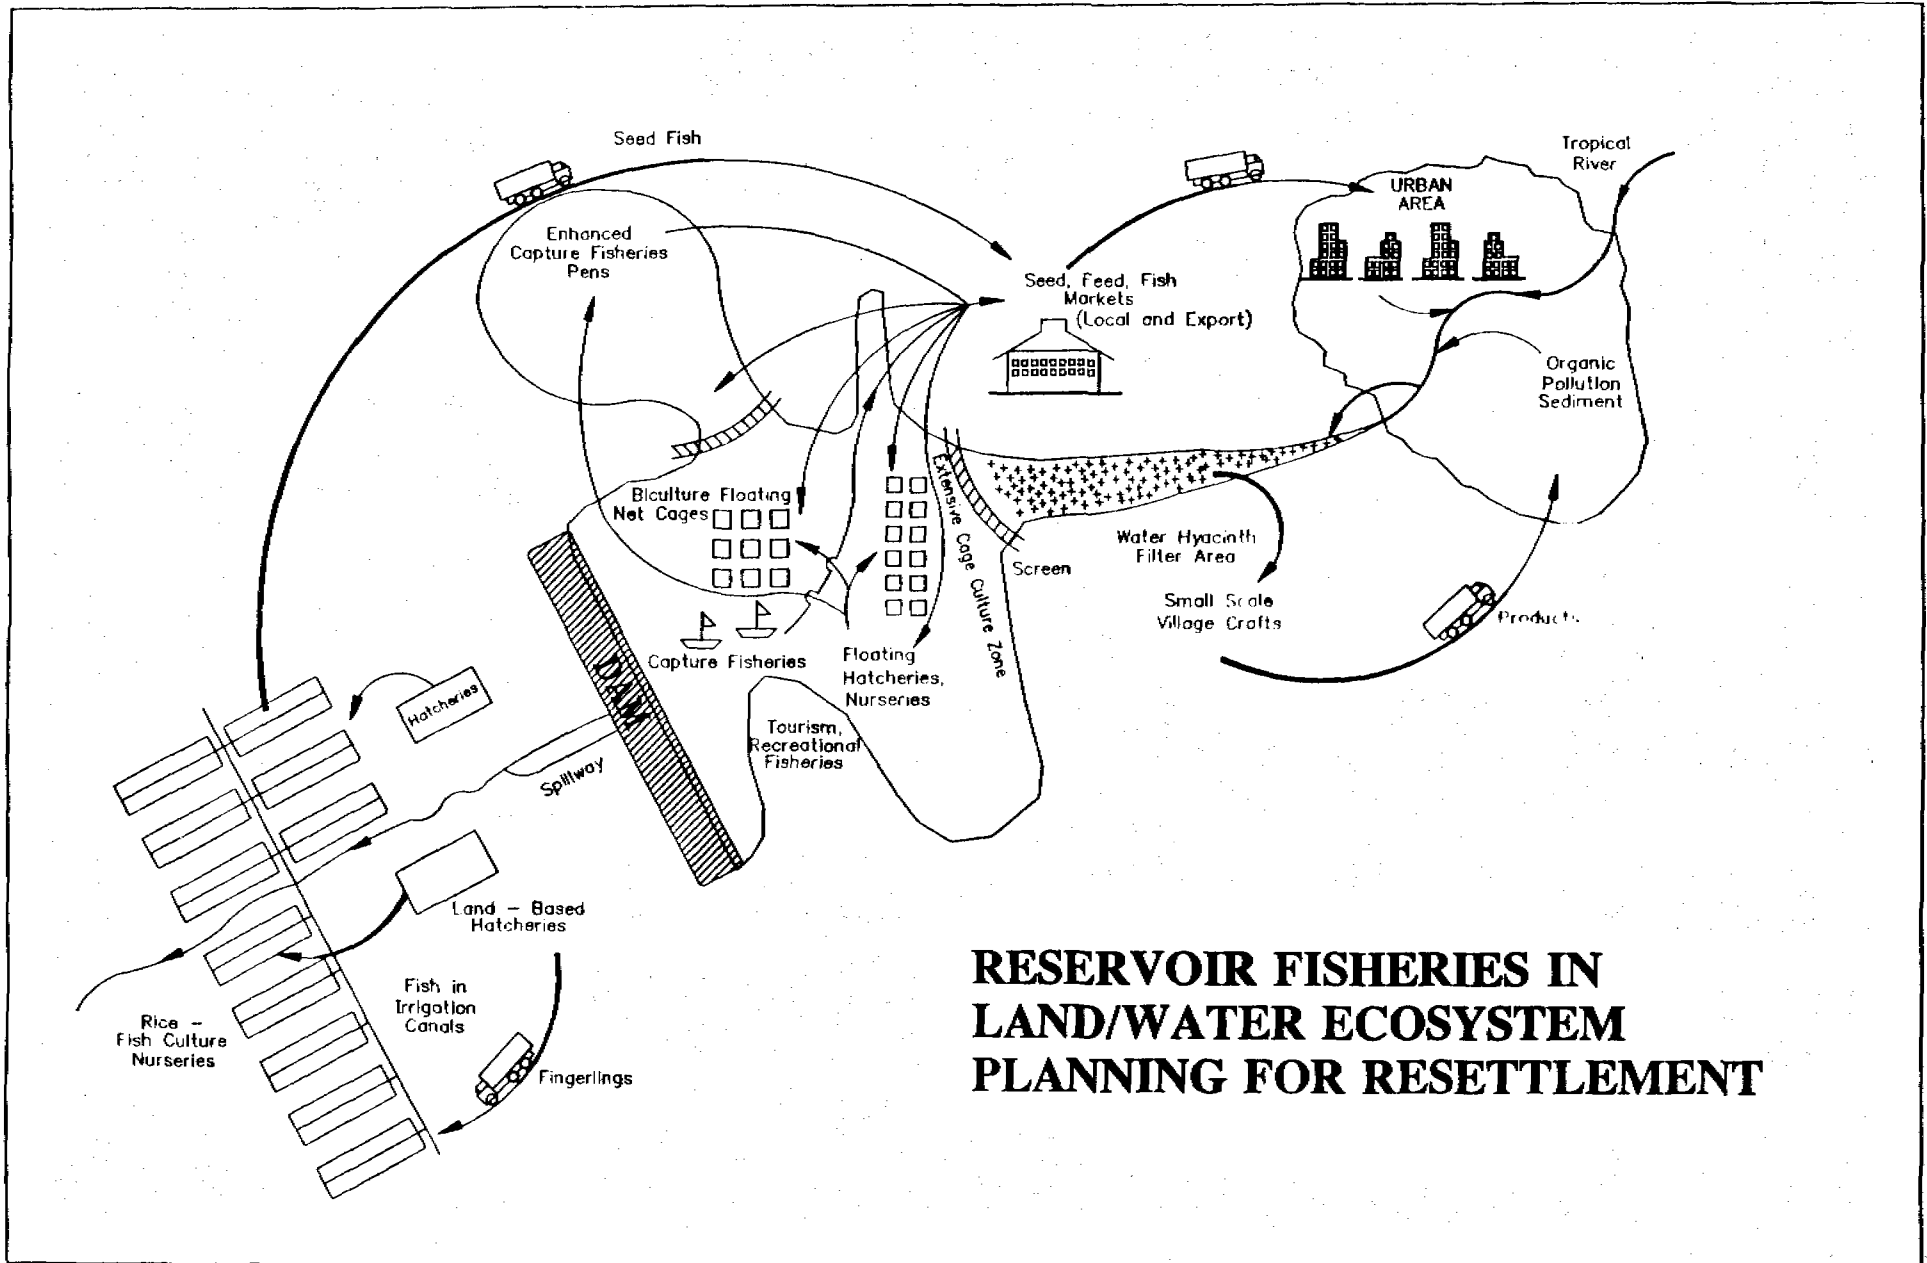 Seed Fish
Tropical
River
URBAN
AREA
Enhanced
Capture Fisheries
Pens
Seed, Feed, Fish
Markets
(Local and Export)
Organic
Pollution
Sediment
Biculture Floating
Net Cages
Extensive Cage Culture Zone
Water Hyacinth
Filter Area
Screen
Small Scale
Village Crafts
Products
Capture Fisheries
Floating
Hatcheries,
Nurseries
DAM
Hatcheries
Tourism,
Recreational
Fisheries
Spillway
Land - Based
Hatcheries
Fish in
Irrigation
Canals
Rice -
Fish Culture
Nurseries
Fingerlings
RESERVOIR FISHERIES IN
LAND/WATER ECOSYSTEM
PLANNING FOR RESETTLEMENT